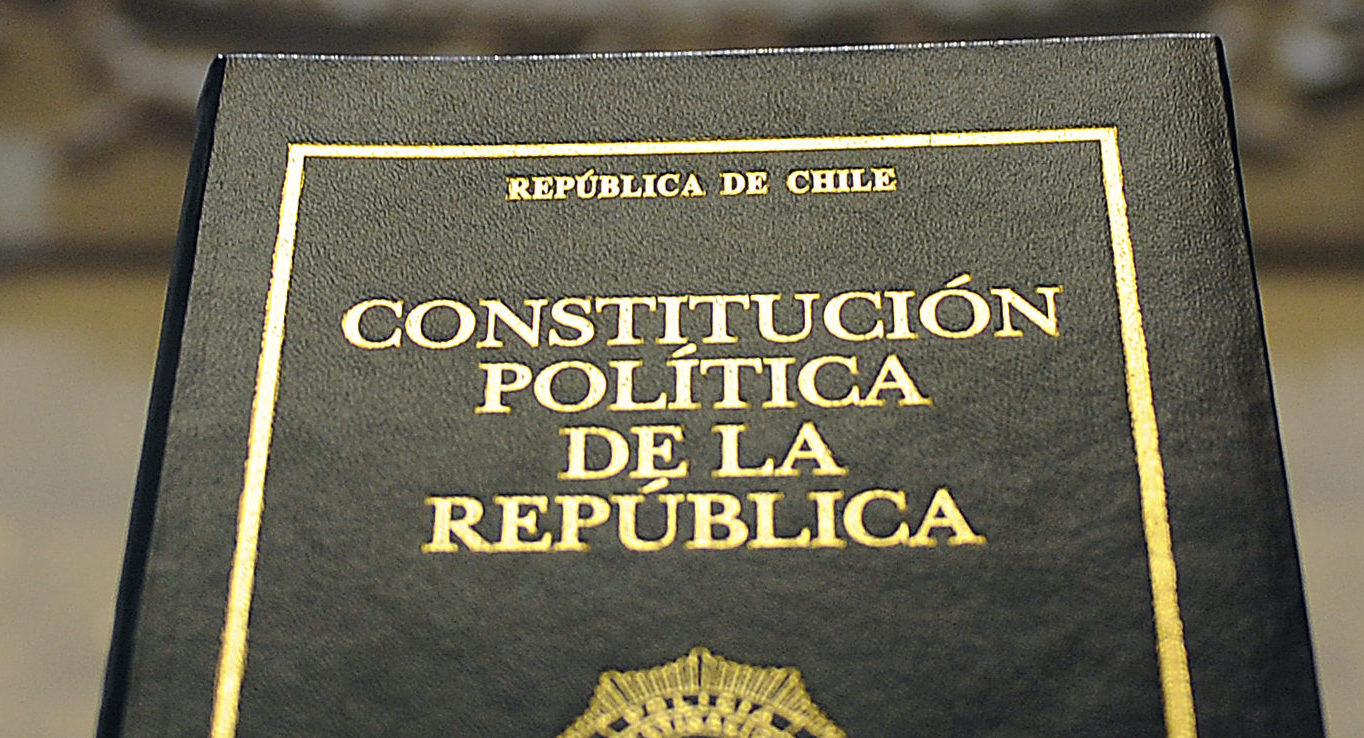 REPÚBLICA DE CHILE
CONSTITUCIÓN
POLÍTICA
DE LA
REPÚBLICA